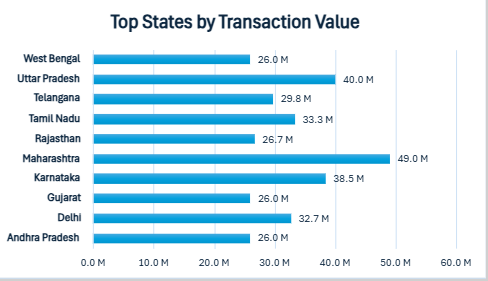 Top States by Transaction Value
West Bengal 26.0 M
Uttar Pradesh 40.0 M
Telangana 29.8 M
Tamil Nadu 33.3 M
Rajasthan 26.7 M
Maharashtra 49.0 M
Karnataka 38.5 M
Gujarat 26.0 M
Delhi 32.7 M
Andhra Pradesh 26.0 M
0.0 M 10.0 M 20.0 M 30.0 M 40.0 M 50.0 M 60.0 M